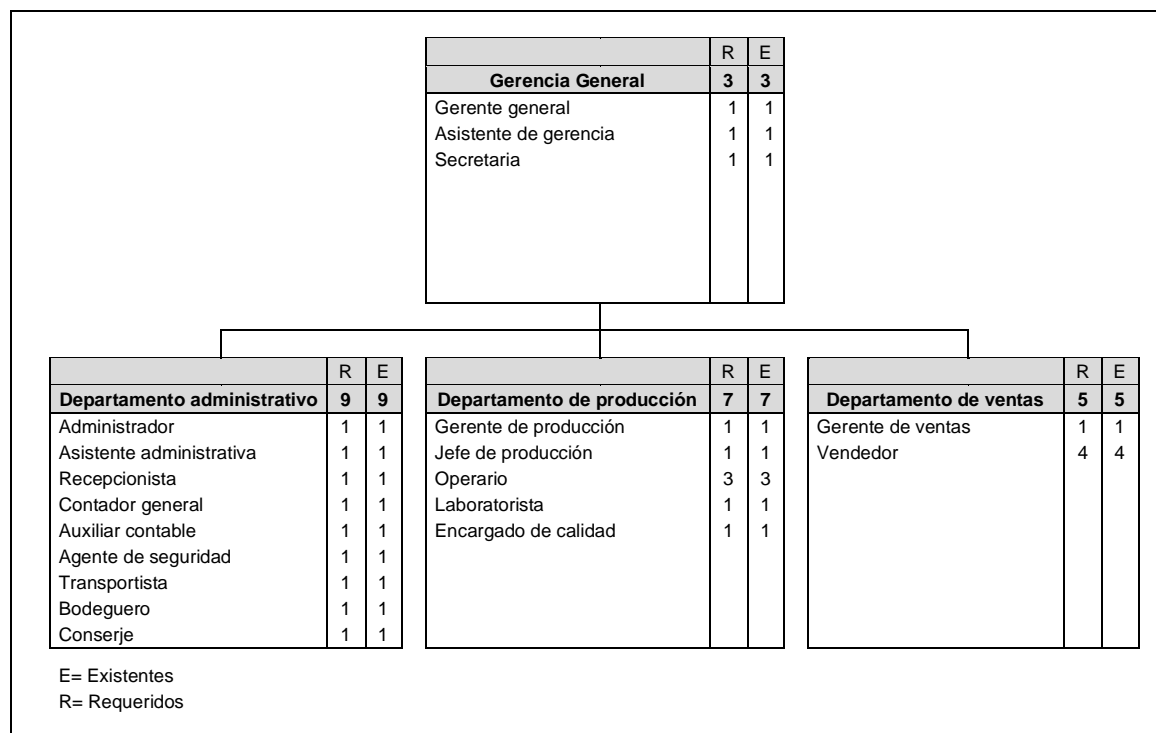 R E
Gerencia General 3 3
Gerente general 1 1
Asistente de gerencia 1 1
Secretaria 1 1
R E
Departamento administrativo 9 9
Administrador 1 1
Asistente administrativa 1 1
Recepcionista 1 1
Contador general 1 1
Auxiliar contable 1 1
Agente de seguridad 1 1
Transportista 1 1
Bodeguero 1 1
Conserje 1 1
R E
Departamento de producción 7 7
Gerente de producción 1 1
Jefe de producción 1 1
Operario 3 3
Laboratorista 1 1
Encargado de calidad 1 1
R E
Departamento de ventas 5 5
Gerente de ventas 1 1
Vendedor 4 4
E= Existentes
R= Requeridos